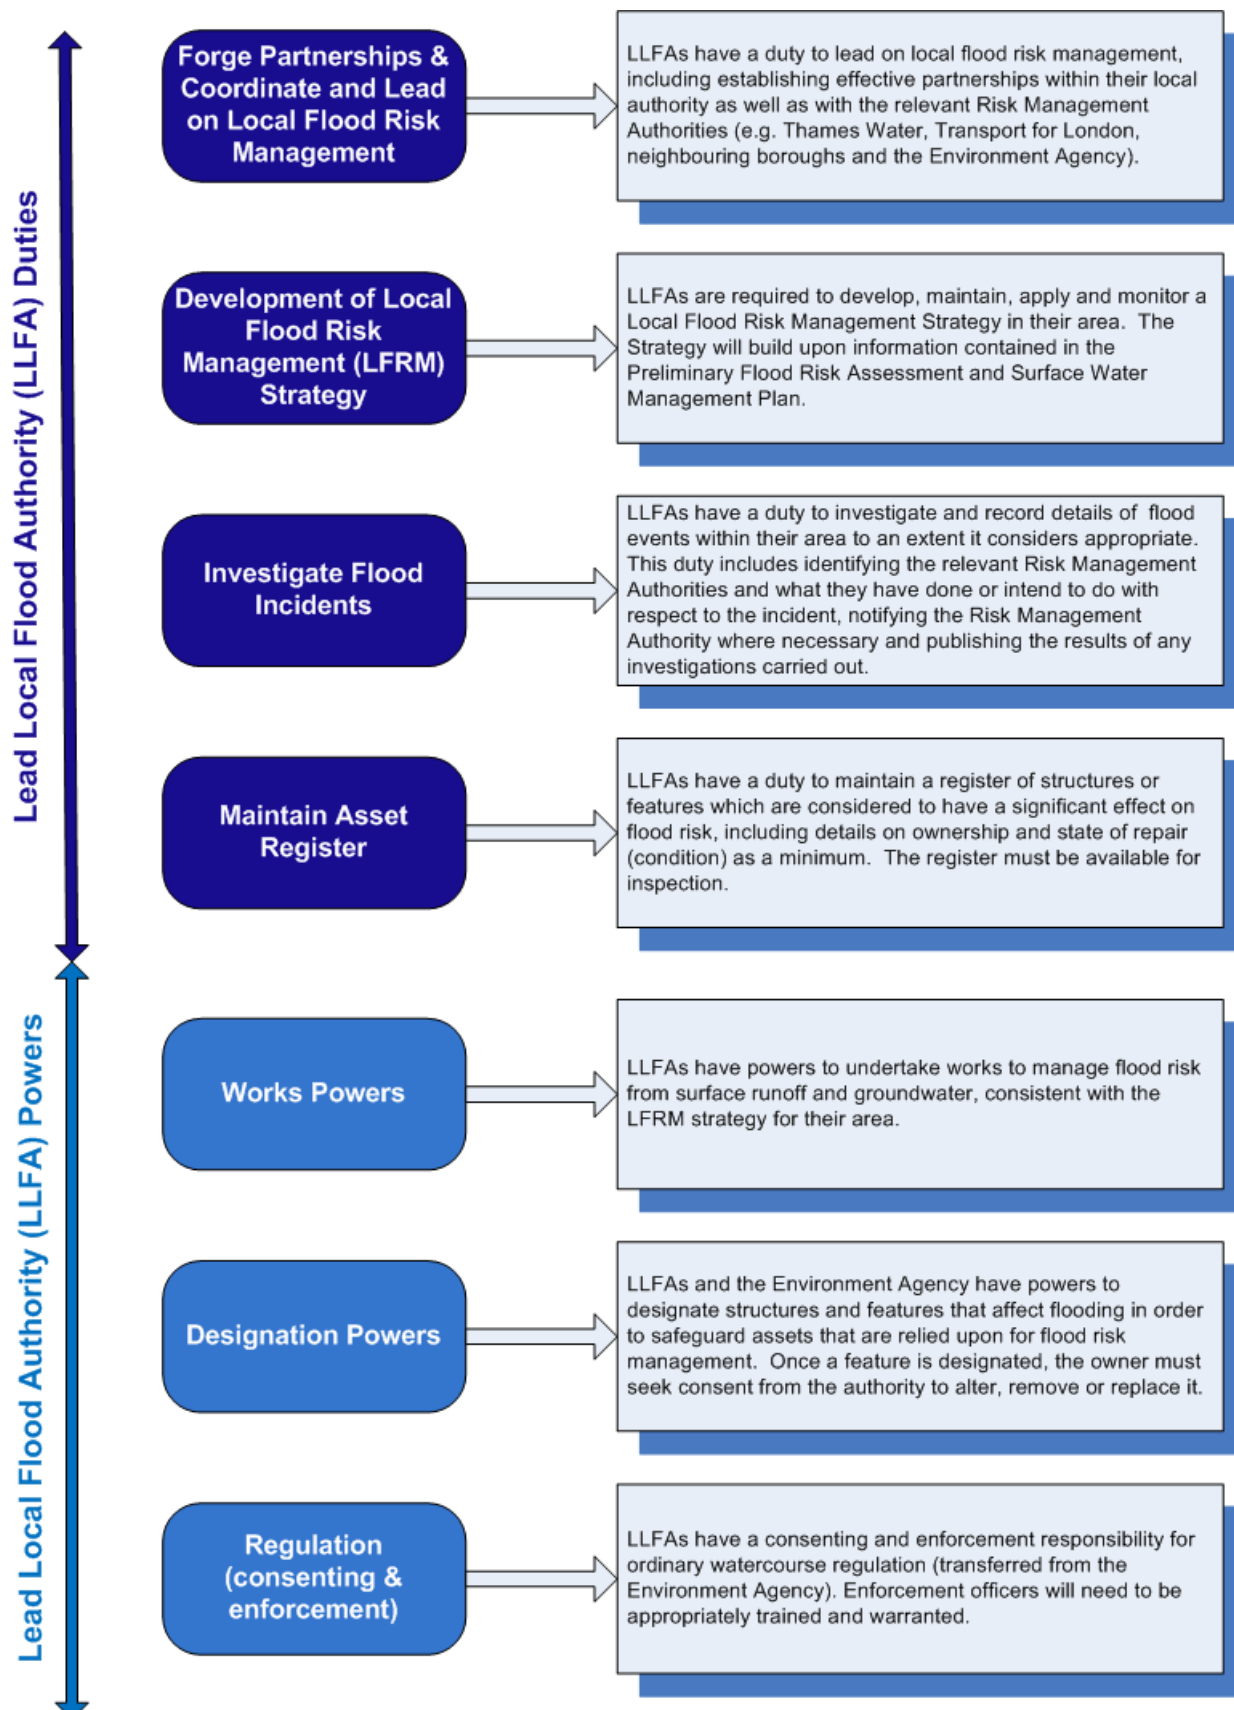 Lead Local Flood Authority (LLFA) Duties
Forge Partnerships &
Coordinate and Lead
on Local Flood Risk
Management
LLFAs have a duty to lead on local flood risk management,
including establishing effective partnerships within their local
authority as well as with the relevant Risk Management
Authorities (e.g. Thames Water, Transport for London,
neighbouring boroughs and the Environment Agency).
Development of Local
Flood Risk
Management (LFRM)
Strategy
LLFAs are required to develop, maintain, apply and monitor a
Local Flood Risk Management Strategy in their area.  The
Strategy will build upon information contained in the
Preliminary Flood Risk Assessment and Surface Water
Management Plan.
Investigate Flood
Incidents
LLFAs have a duty to investigate and record details of  flood
events within their area to an extent it considers appropriate.
This duty includes identifying the relevant Risk Management
Authorities and what they have done or intend to do with
respect to the incident, notifying the Risk Management
Authority where necessary and publishing the results of any
investigations carried out.
Maintain Asset
Register
LLFAs have a duty to maintain a register of structures or
features which are considered to have a significant effect on
flood risk, including details on ownership and state of repair
(condition) as a minimum.  The register must be available for
inspection.
Lead Local Flood Authority (LLFA) Powers
Works Powers
LLFAs have powers to undertake works to manage flood risk
from surface runoff and groundwater, consistent with the
LFRM strategy for their area.
Designation Powers
LLFAs and the Environment Agency have powers to
designate structures and features that affect flooding in order
to safeguard assets that are relied upon for flood risk
management.  Once a feature is designated, the owner must
seek consent from the authority to alter, remove or replace it.
Regulation
(consenting &
enforcement)
LLFAs have a consenting and enforcement responsibility for
ordinary watercourse regulation (transferred from the
Environment Agency). Enforcement officers will need to be
appropriately trained and warranted.